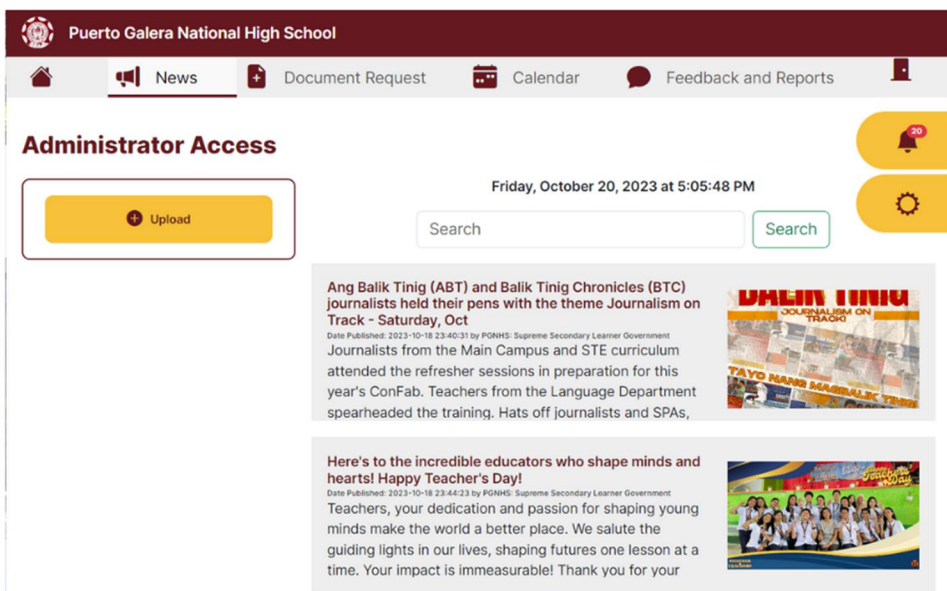 Puerto Galera National High School
News
Document Request
Calendar
Feedback and Reports
Administrator Access
20
Upload
Friday, October 20, 2023 at 5:05:48 PM
Search
Search
Ang Balik Tinig (ABT) and Balik Tinig Chronicles (BTC)
journalists held their pens with the theme Journalism on
Track - Saturday, Oct
Date Published: 2023-10-18 23:40:31 by PGNHS: Supreme Secondary Learner Government
Journalists from the Main Campus and STE curriculum
attended the refresher sessions in preparation for this
year's ConFab. Teachers from the Language Department
spearheaded the training. Hats off journalists and SPAs,
BALIK TINIG
JOURNALISM ON
TRACK!
TAYO NANG MAGBALIK TINIG!
Here's to the incredible educators who shape minds and
hearts! Happy Teacher's Day!
Date Published: 2023-10-18 23:44:23 by PGNHS: Supreme Secondary Learner Government
Teachers, your dedication and passion for shaping young
minds make the world a better place. We salute the
guiding lights in our lives, shaping futures one lesson at a
time. Your impact is immeasurable! Thank you for your
Happy
Teacher's
Day